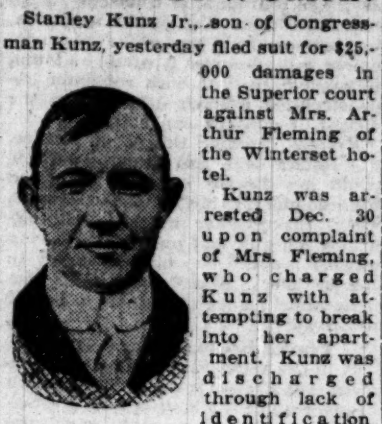 Stanley Kunz Jr., son of Congress-
man Kunz, yesterday filed suit for $25,-
000 damages in
the Superior court
against Mrs. Ar-
thur Fleming of
the Winterset ho-
tel.
Kunz was ar-
rested Dec. 30
upon complaint
of Mrs. Fleming,
who charged
Kunz with at-
tempting to break
into her apart-
ment. Kunz was
discharged
through lack of
identification